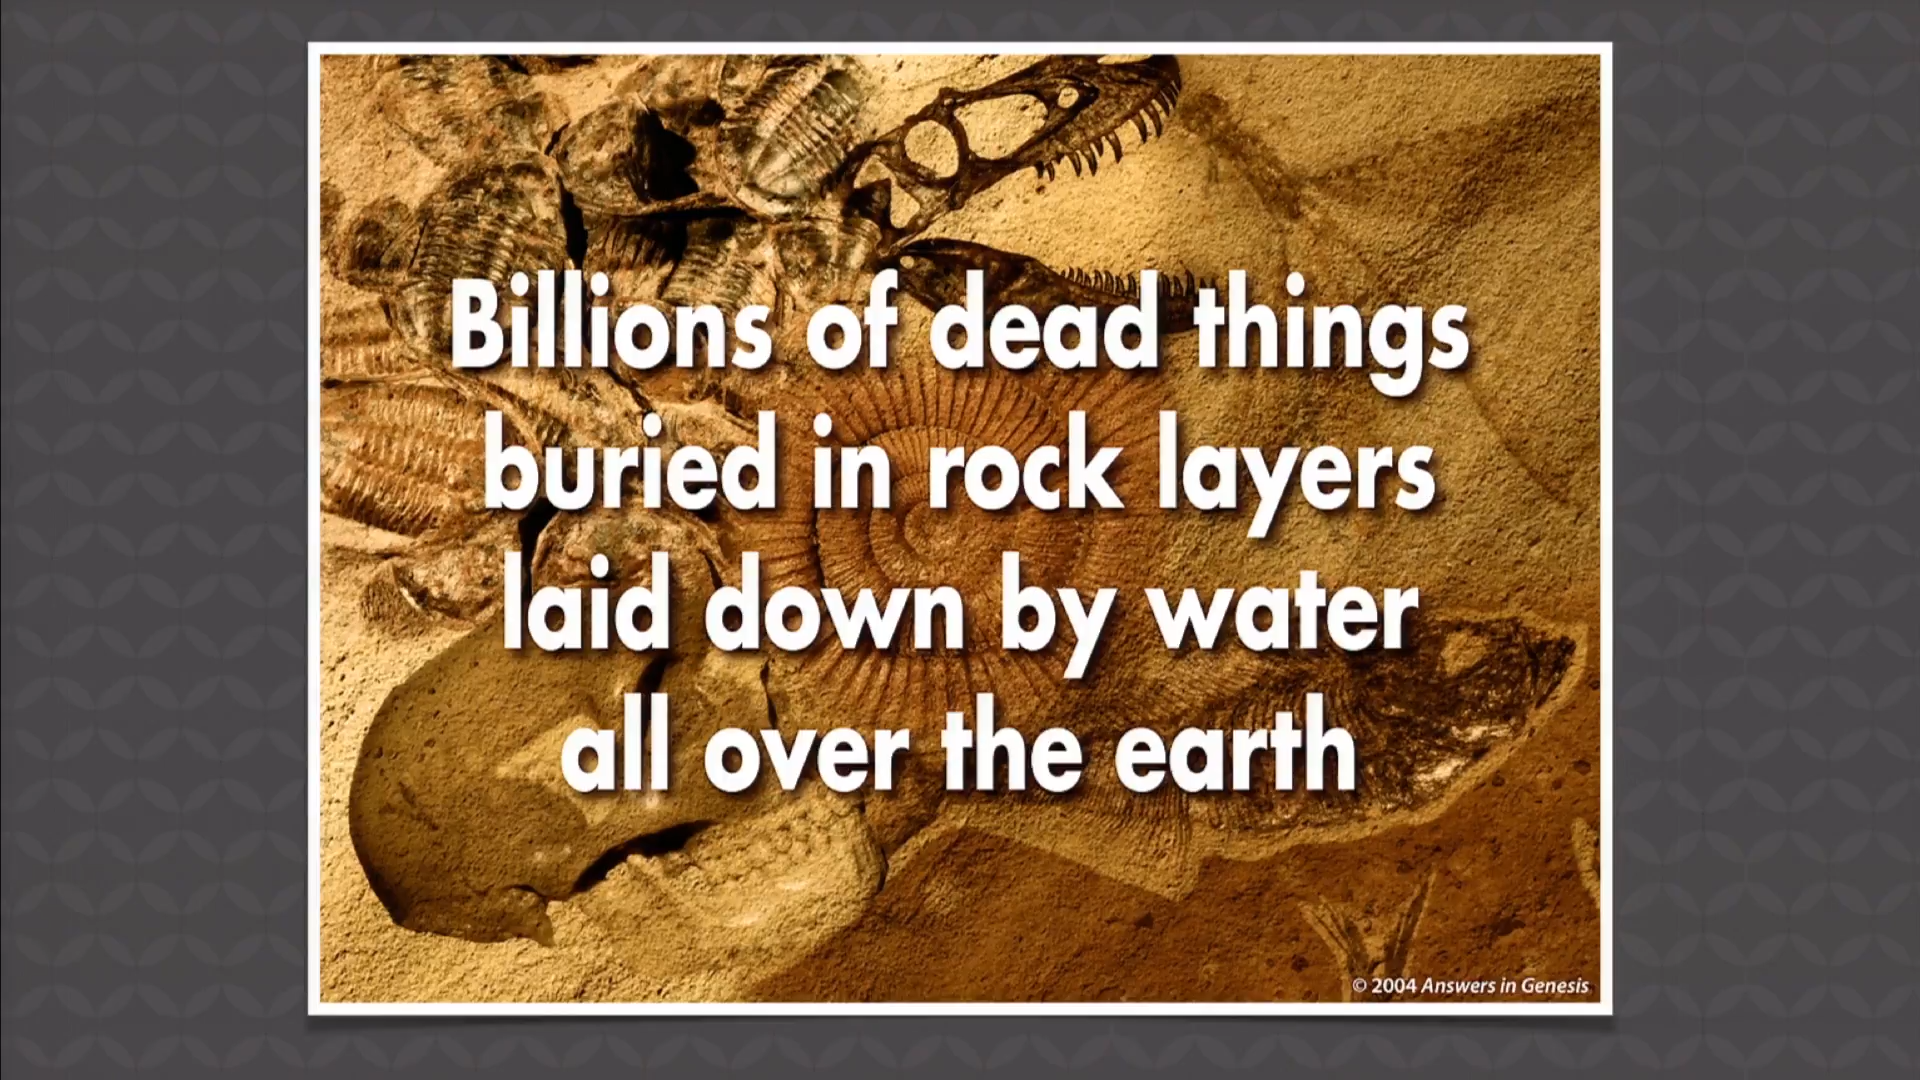 Billions of dead things
buried in rock layers
laid down by water
all over the earth
© 2004 Answers in Genesis